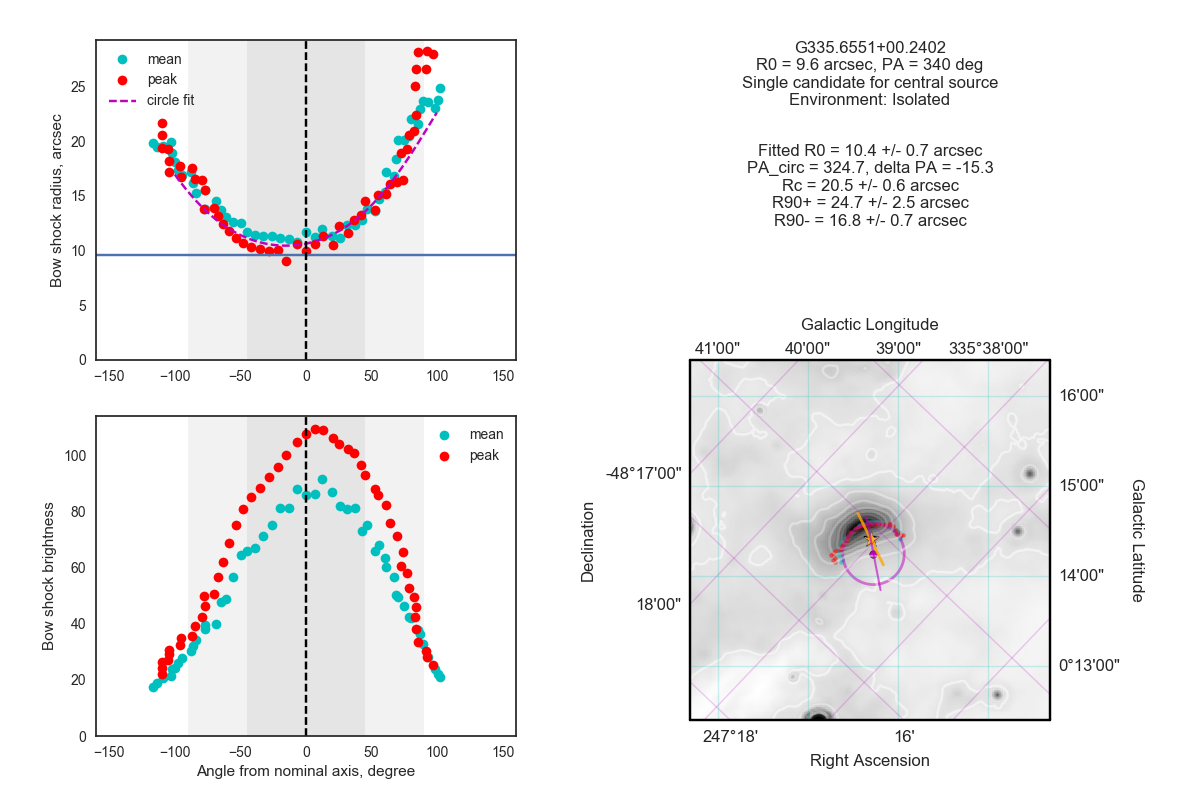 mean
peak
circle fit
Bow shock radius, arcsec
25
20
15
10
5
0
−150
−100
−50
0
50
100
150
mean
peak
Bow shock brightness
100
80
60
40
20
0
−150
−100
−50
0
50
100
150
Angle from nominal axis, degree
G335.6551+00.2402
R0 = 9.6 arcsec, PA = 340 deg
Single candidate for central source
Environment: Isolated
Fitted R0 = 10.4 +/- 0.7 arcsec
PA_circ = 324.7, delta PA = -15.3
Rc = 20.5 +/- 0.6 arcsec
R90+ = 24.7 +/- 2.5 arcsec
R90- = 16.8 +/- 0.7 arcsec
Galactic Longitude
41'00" 40'00" 39'00" 335°38'00"
16'00"
-48°17'00"
15'00"
Declination
Galactic Latitude
14'00"
18'00"
0°13'00"
247°18' 16'
Right Ascension